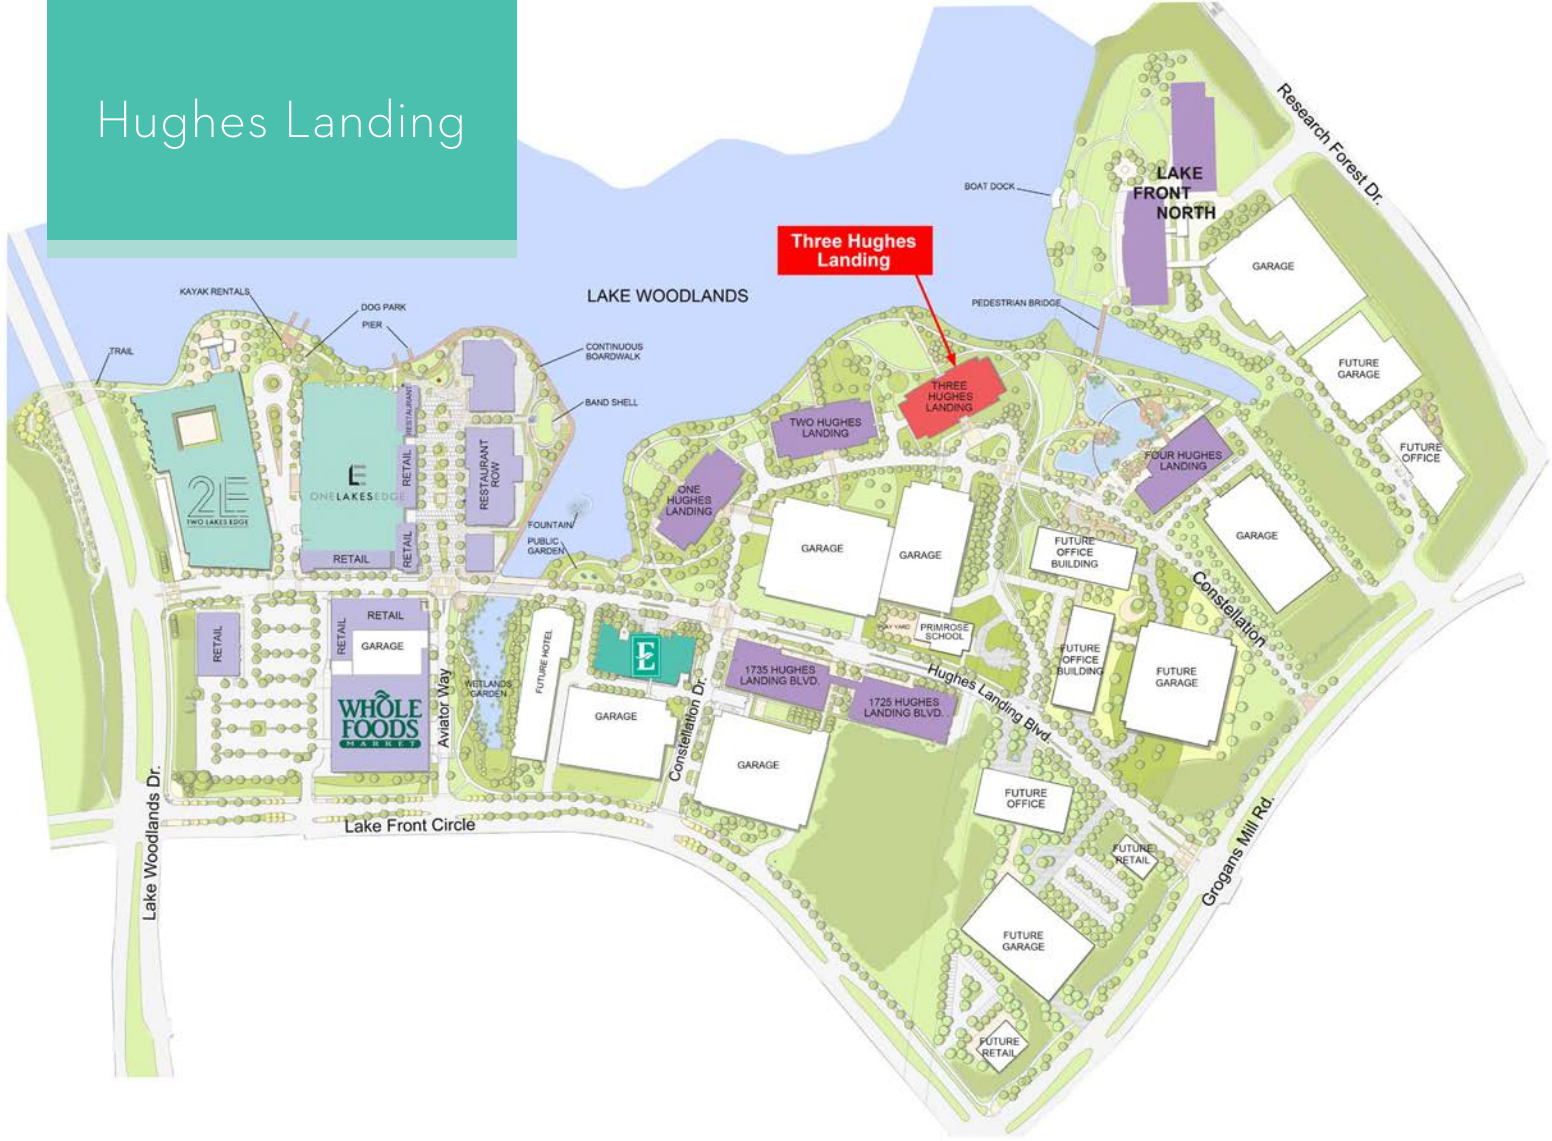 Hughes Landing
Research Forest Dr.
LAKE
FRONT
NORTH
BOAT DOCK
Three Hughes
Landing
GARAGE
LAKE WOODLANDS
PEDESTRIAN BRIDGE
KAYAK RENTALS
DOG PARK
PIER
TRAIL
CONTINUOUS
BOARDWALK
BAND SHELL
FUTURE
GARAGE
THREE
HUGHES
LANDING
TWO HUGHES
LANDING
RESTAURANT
RETAIL
RESTAURANT
ROW
FUTURE
OFFICE
FOUR HUGHES
LANDING
2LE
TWO LAKES EDGE
LE
ONELAKESEDGE
ONE
HUGHES
LANDING
FOUNTAIN
PUBLIC
GARDEN
RETAIL
RETAIL
GARAGE
GARAGE
FUTURE
OFFICE
BUILDING
GARAGE
Constellation
RETAIL
RETAIL
RETAIL
GARAGE
WHOLE
FOODS
MARKET
Aviator Way
WETLANDS
GARDEN
FUTURE HOTEL
E
PLAY YARD
PRIMROSE
SCHOOL
1735 HUGHES
LANDING BLVD.
1725 HUGHES
LANDING BLVD.
Hughes Landing Blvd.
FUTURE
OFFICE
BUILDING
FUTURE
GARAGE
GARAGE
Constellation Dr.
GARAGE
FUTURE
OFFICE
Lake Woodlands Dr.
Lake Front Circle
FUTURE
RETAIL
Grogans Mill Rd.
FUTURE
GARAGE
FUTURE
RETAIL